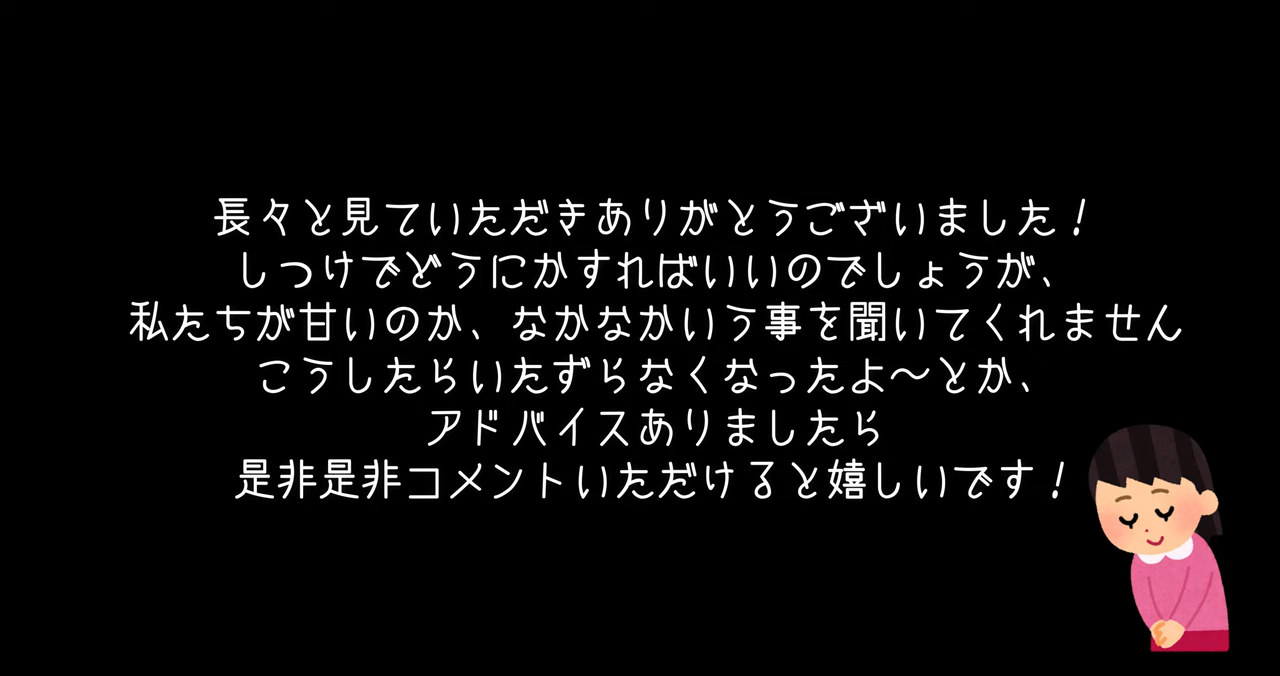 長々と見ていただきありがとうございました！
しつけでどうにかすればいいのでしょうが、
私たちが甘いのか、なかなかいう事を聞いてくれません
こうしたらいたずらなくなったよ～とか、
アドバイスありましたら
是非是非コメントいただけると嬉しいです！